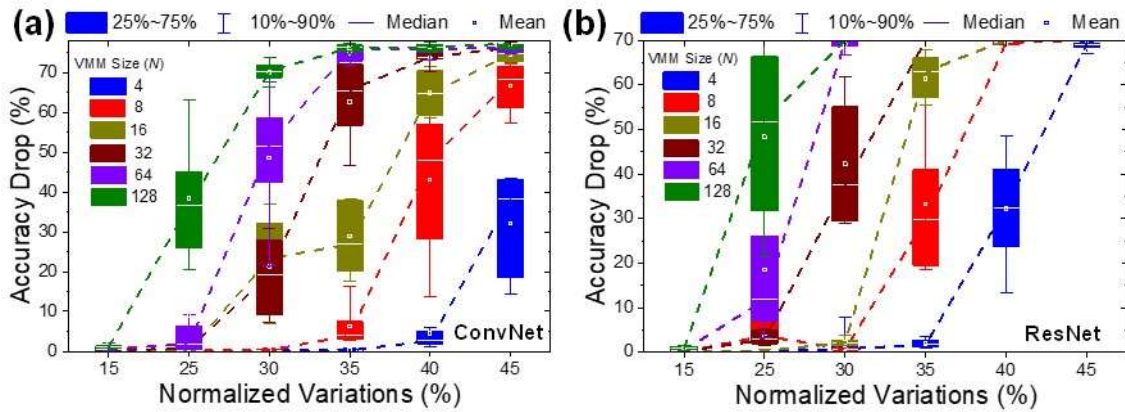 (a)
25%~75% 10%~90% Median Mean
VMM Size (N)
4
8
16
32
64
128
Accuracy Drop (%)
70
60
50
40
30
20
10
0
ConvNet
15 25 30 35 40 45
Normalized Variations (%)
(b)
25%~75% 10%~90% Median Mean
VMM Size (N)
4
8
16
32
64
128
Accuracy Drop (%)
70
60
50
40
30
20
10
0
ResNet
15 25 30 35 40 45
Normalized Variations (%)